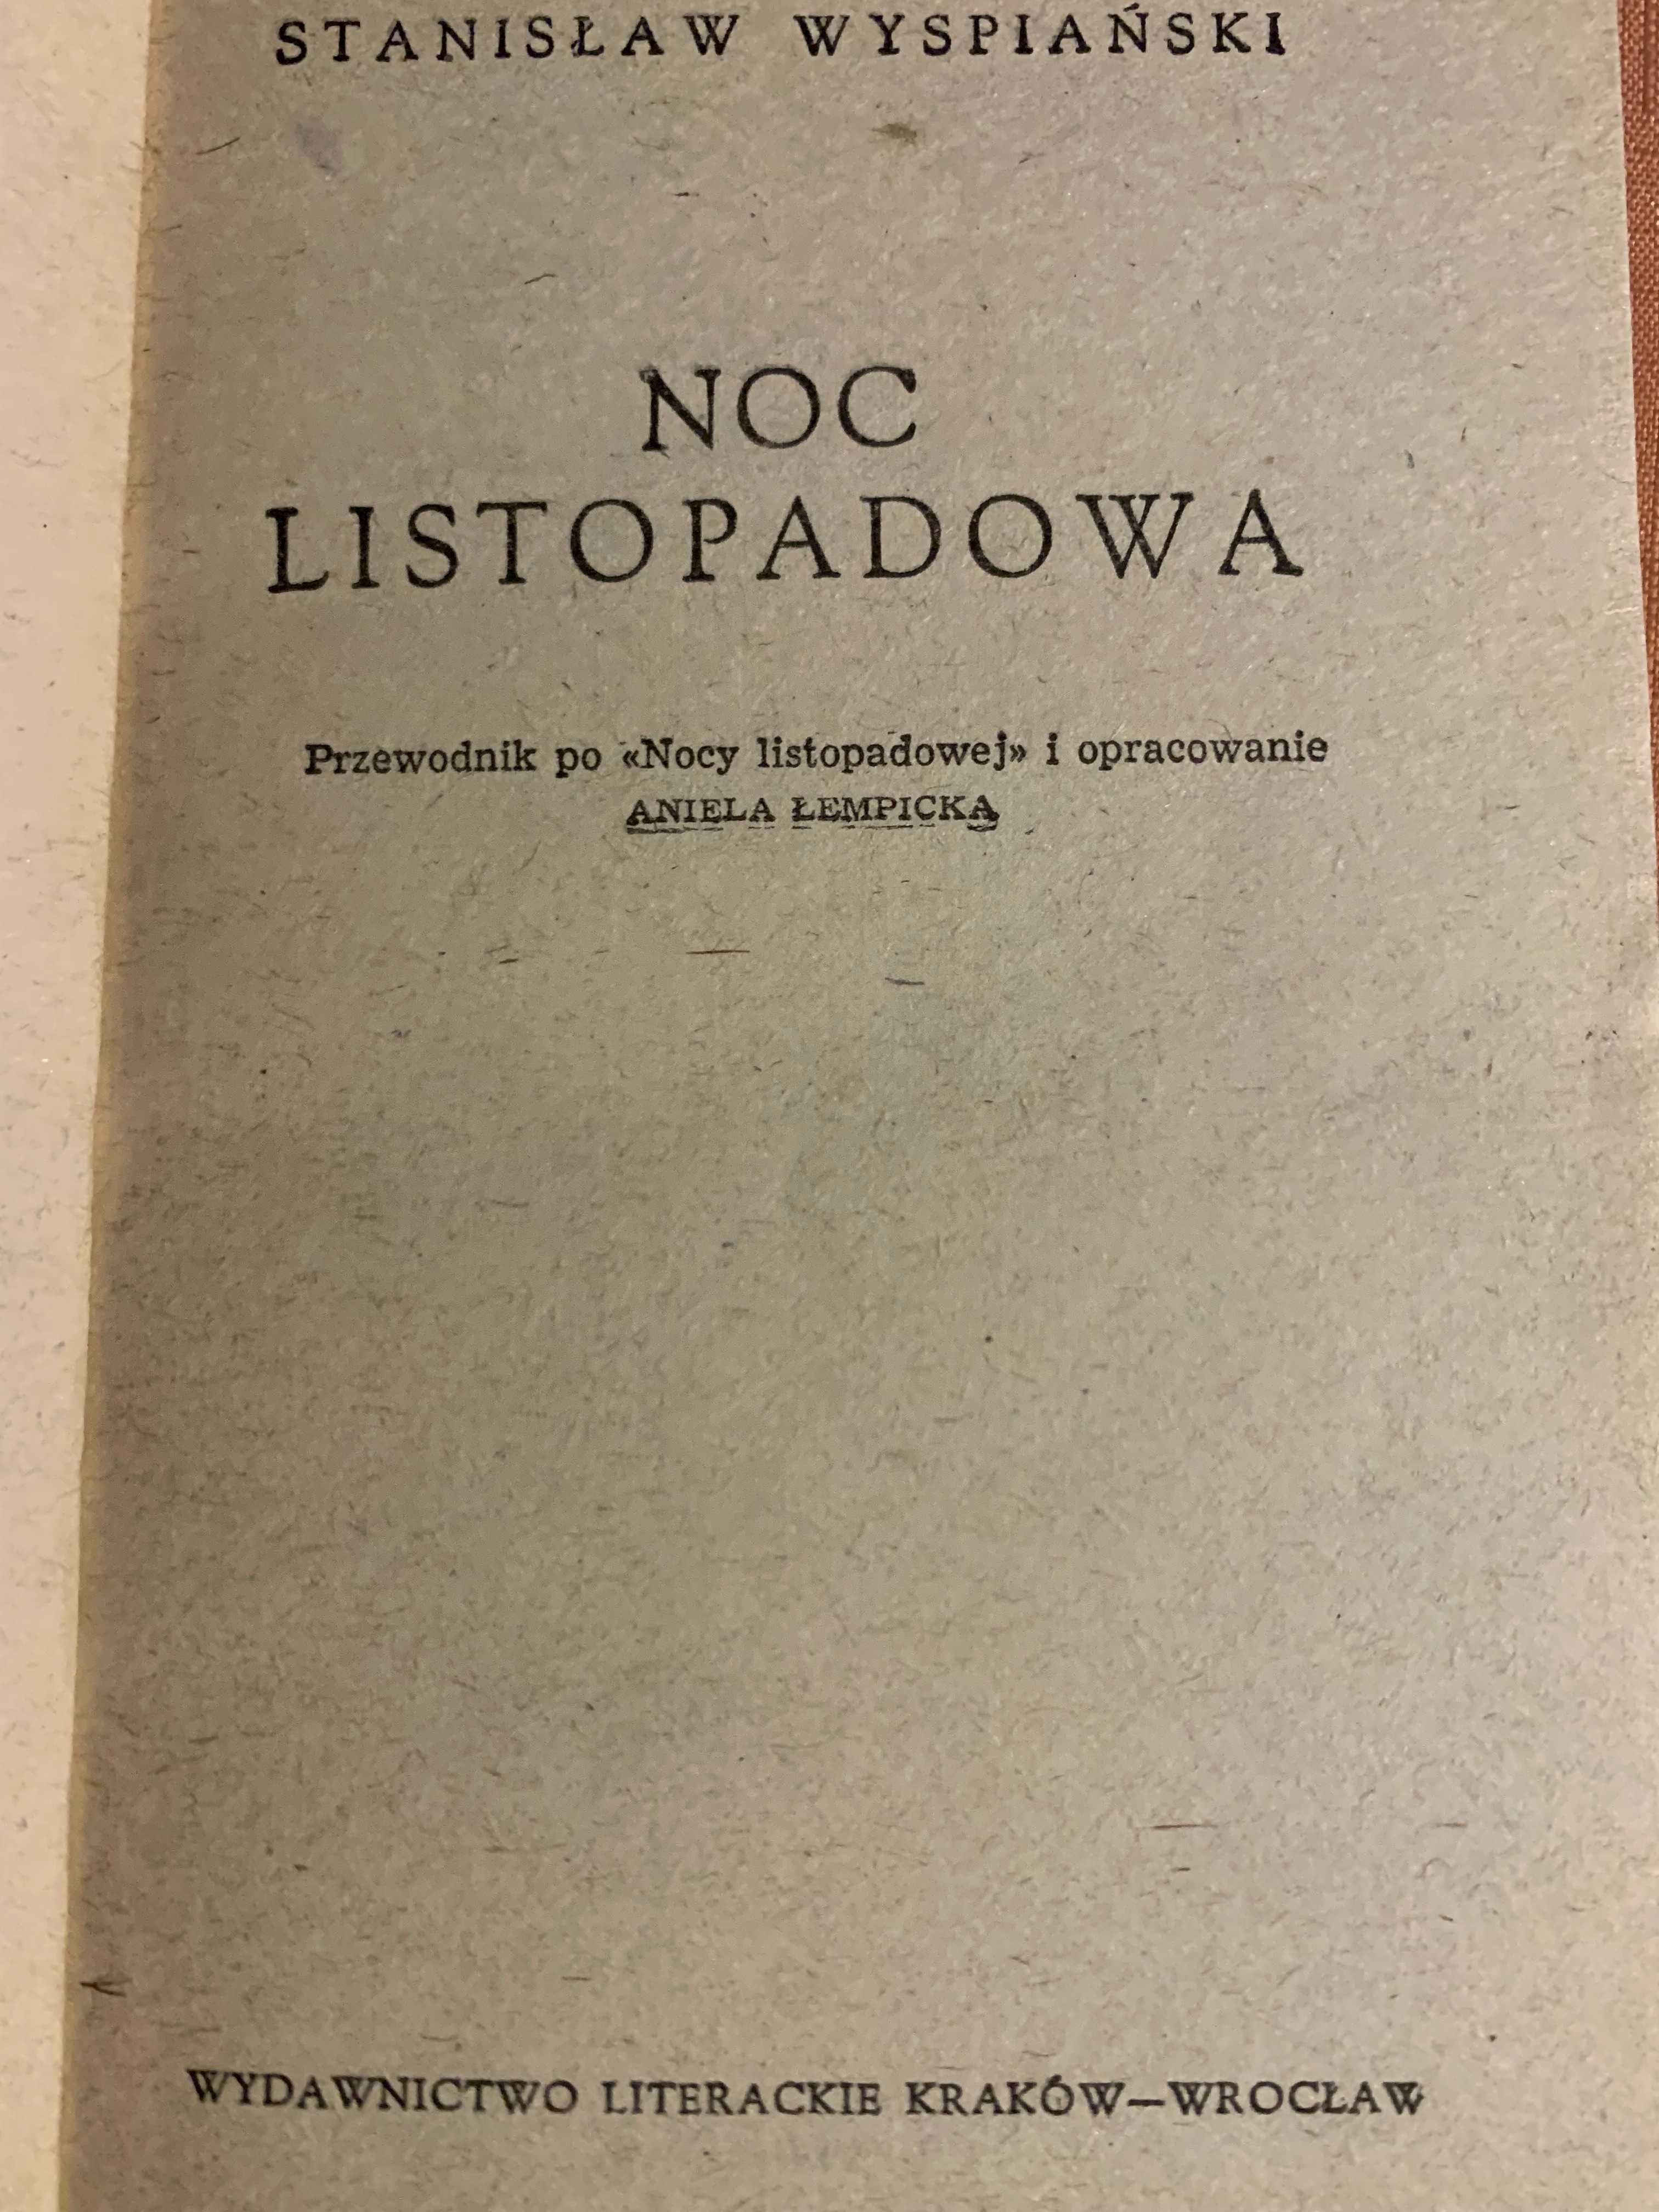 STANISŁAW WYSPIAŃSKI
NOC
LISTOPADOWA
Przewodnik po «Nocy listopadowej» i opracowanie
ANIELA ŁEMPICKA
WYDAWNICTWO LITERACKIE KRAKÓW—WROCŁAW